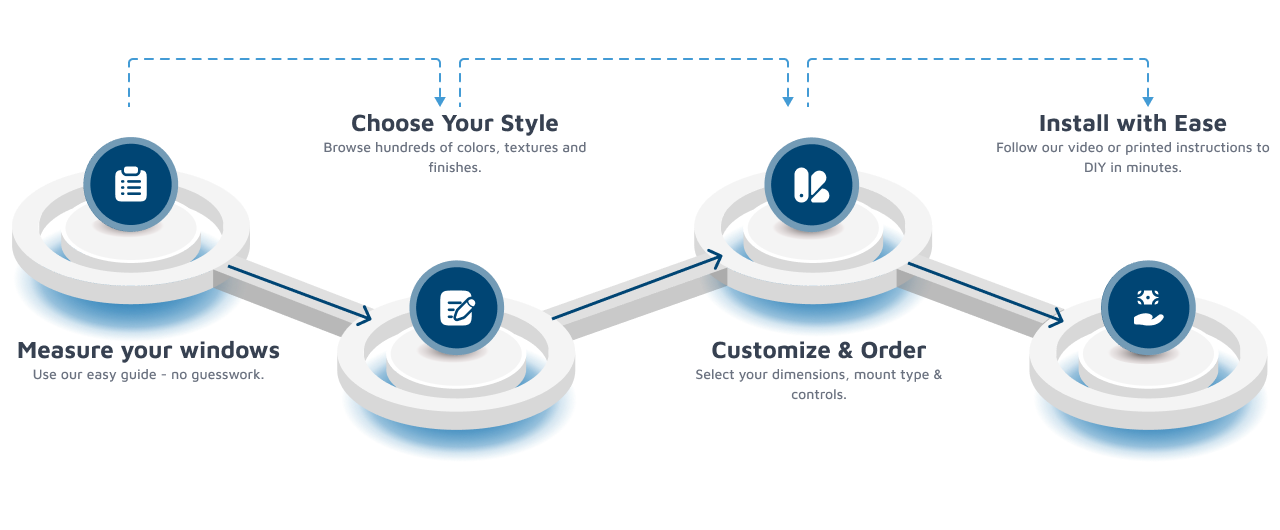 Measure your windows
Use our easy guide - no guesswork.
Choose Your Style
Browse hundreds of colors, textures and
finishes.
Customize & Order
Select your dimensions, mount type &
controls.
Install with Ease
Follow our video or printed instructions to
DIY in minutes.